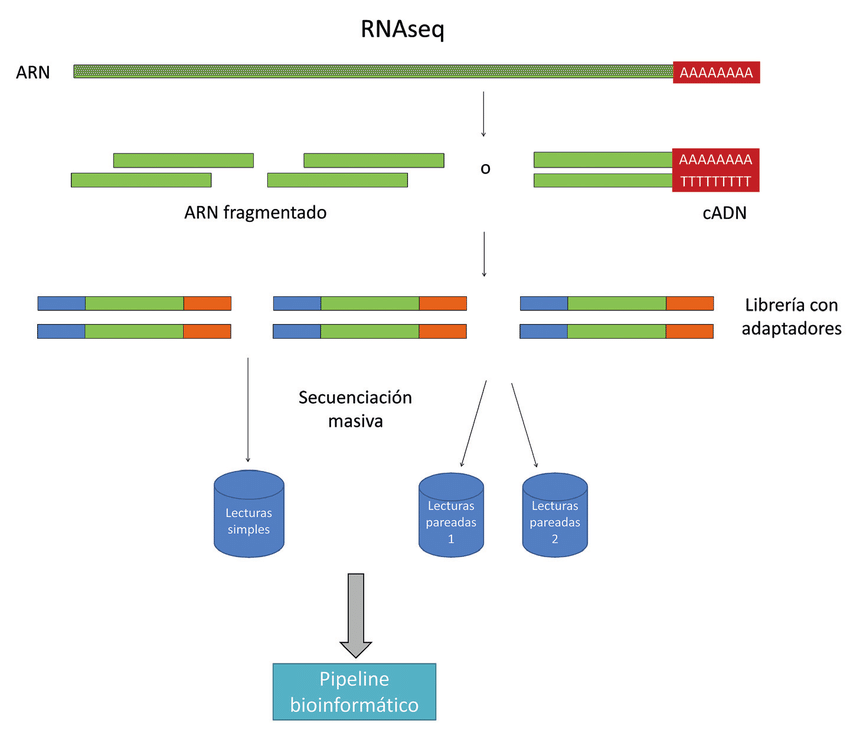 RNAseq
ARN
AAAAAAAA
AAAAAAAA
o
TTTTTTTTT
ARN fragmentado
cADN
Librería con
adaptadores
Secuenciación
masiva
Lecturas
simples
Lecturas
pareadas
1
Lecturas
pareadas
2
Pipeline
bioinformático